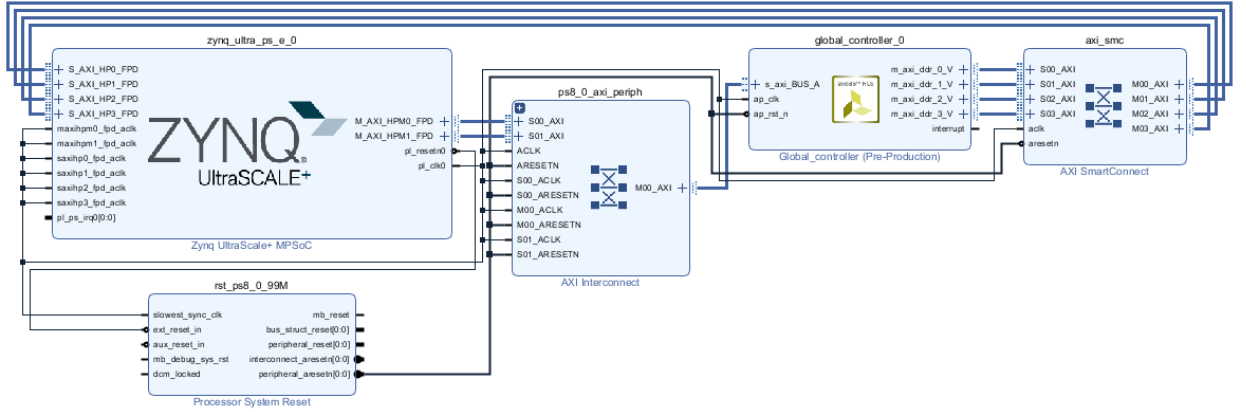 zynq_ultra_ps_e_0
S_AXI_HP0_FPD
S_AXI_HP1_FPD
S_AXI_HP2_FPD
S_AXI_HP3_FPD
maxihpm0_fpd_aclk
maxihpm1_fpd_aclk
saxihp0_fpd_aclk
saxihp1_fpd_aclk
saxihp2_fpd_aclk
saxihp3_fpd_aclk
pl_ps_irq0[0:0]
ZYNQ
UltraSCALE+
M_AXI_HPM0_FPD
M_AXI_HPM1_FPD
pl_resetn0
pl_clk0
Zynq UltraScale+ MPSoC
rst_ps8_0_99M
slowest_sync_clk
ext_reset_in
aux_reset_in
mb_debug_sys_rst
dcm_locked
mb_reset
bus_struct_reset[0:0]
peripheral_reset[0:0]
interconnect_aresetn[0:0]
peripheral_aresetn[0:0]
Processor System Reset
ps8_0_axi_periph
S00_AXI
S01_AXI
ACLK
ARESETN
S00_ACLK
S00_ARESETN
M00_ACLK
M00_ARESETN
S01_ACLK
S01_ARESETN
M00_AXI
AXI Interconnect
global_controller_0
s_axi_BUS_A
ap_clk
ap_rst_n
Vivado™ HLS
m_axi_ddr_0_V
m_axi_ddr_1_V
m_axi_ddr_2_V
m_axi_ddr_3_V
interrupt
Global_controller (Pre-Production)
axi_smc
S00_AXI
S01_AXI
S02_AXI
S03_AXI
aclk
aresetn
M00_AXI
M01_AXI
M02_AXI
M03_AXI
AXI SmartConnect